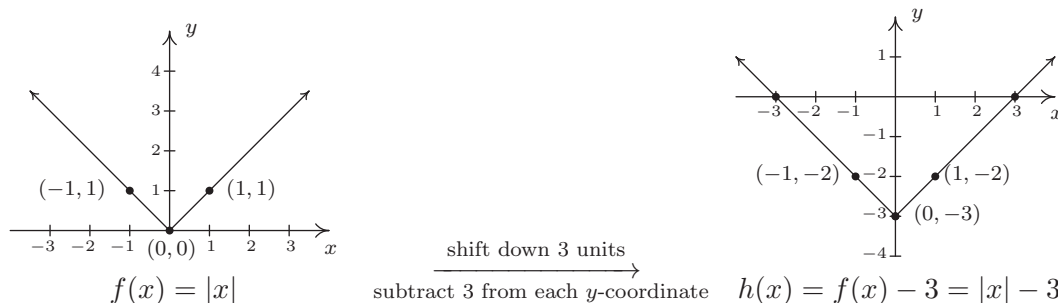 y
4
3
2
1
(−1, 1)
(1, 1)
−3 −2 −1 (0, 0) 1 2 3 x
f(x) = |x|
shift down 3 units
subtract 3 from each y-coordinate
y
1
−3 −2 −1 1 2 3 x
−1
(−1, −2) −2 (1, −2)
−3 (0, −3)
−4
h(x) = f(x) − 3 = |x| − 3